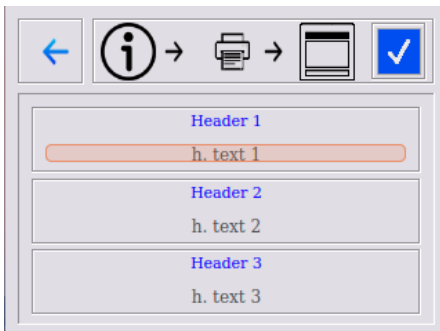 Header 1
h. text 1
Header 2
h. text 2
Header 3
h. text 3